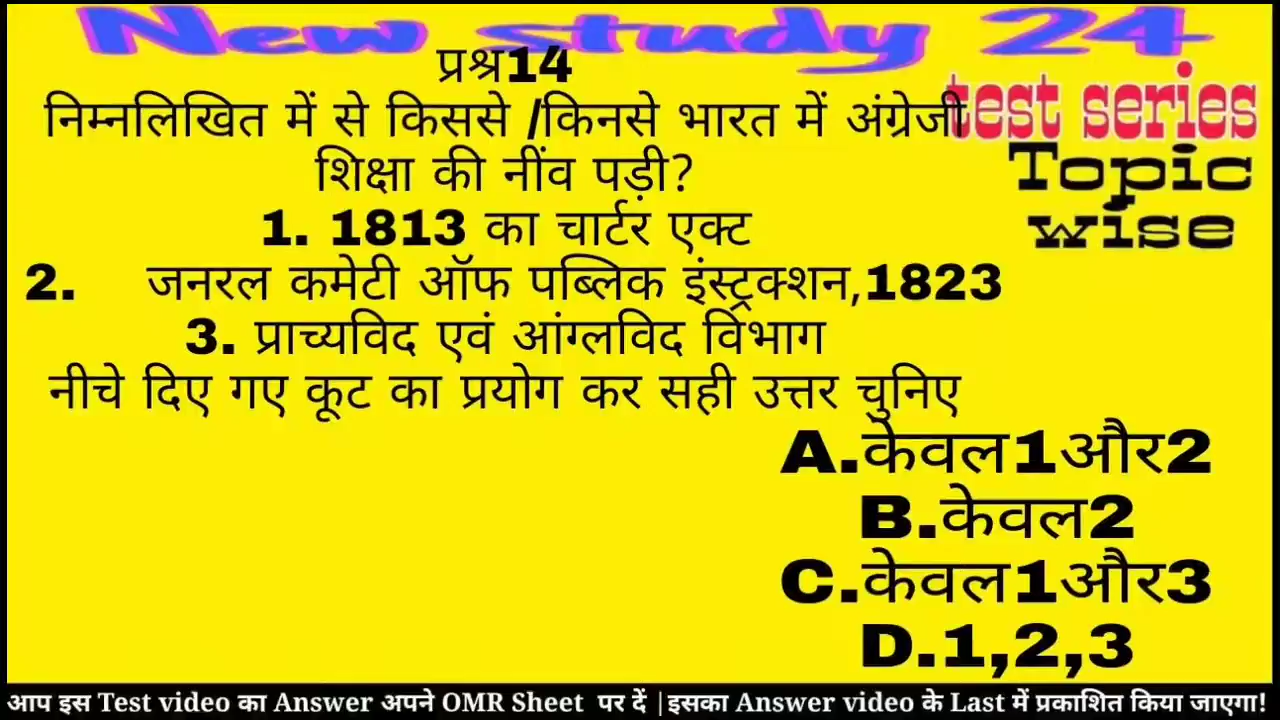 New study 24
test series
Topic
wise
प्रश्न14
निम्नलिखित में से किससे /किनसे भारत में अंग्रेजी
शिक्षा की नींव पड़ी?
1. 1813 का चार्टर एक्ट
2. जनरल कमेटी ऑफ पब्लिक इंस्ट्रक्शन,1823
3. प्राच्यविद एवं आंग्लविद विभाग
नीचे दिए गए कूट का प्रयोग कर सही उत्तर चुनिए
A.केवल1और2
B.केवल2
C.केवल1और3
D.1,2,3
आप इस Test video का Answer अपने OMR Sheet पर दें |इसका Answer video के Last में प्रकाशित किया जाएगा!